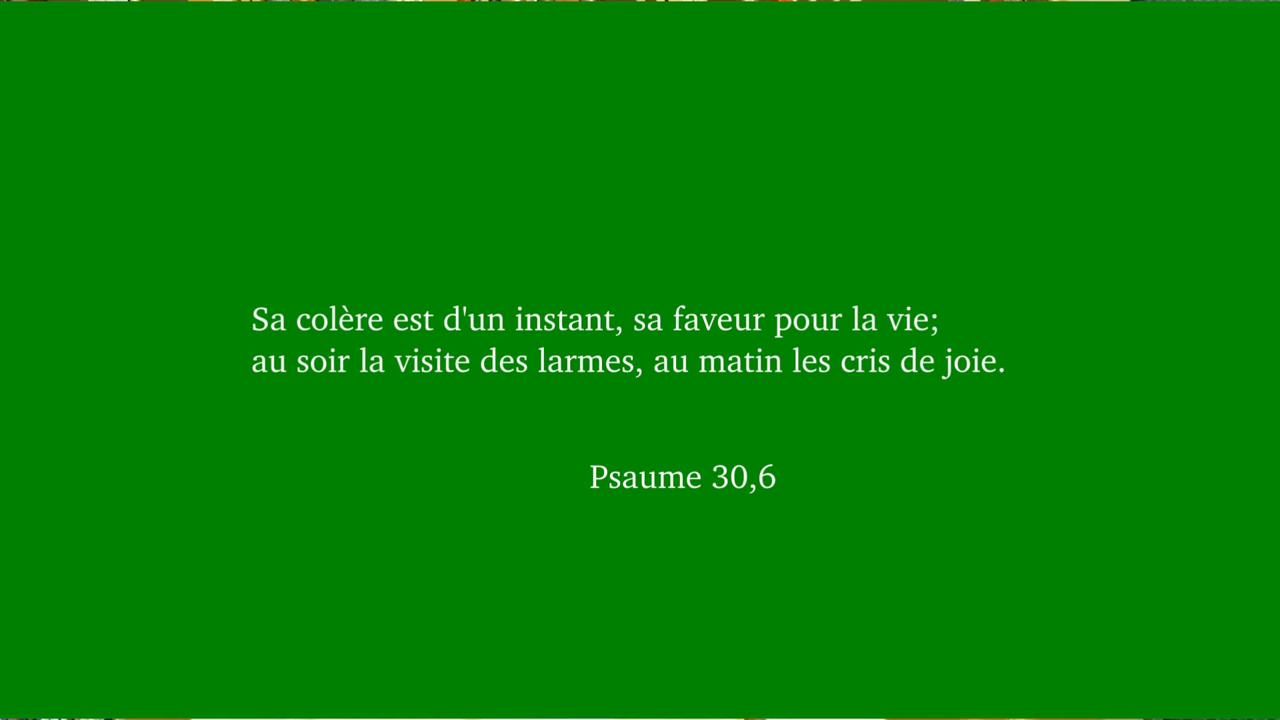 Sa colère est d'un instant, sa faveur pour la vie;
au soir la visite des larmes, au matin les cris de joie.
Psaume 30,6